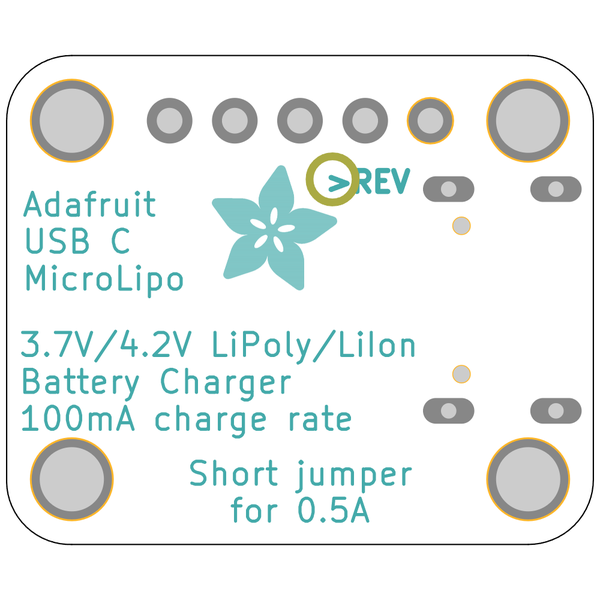 >REV
Adafruit
USB C
MicroLipo
3.7V/4.2V LiPoly/LiIon
Battery Charger
100mA charge rate
Short jumper
for 0.5A